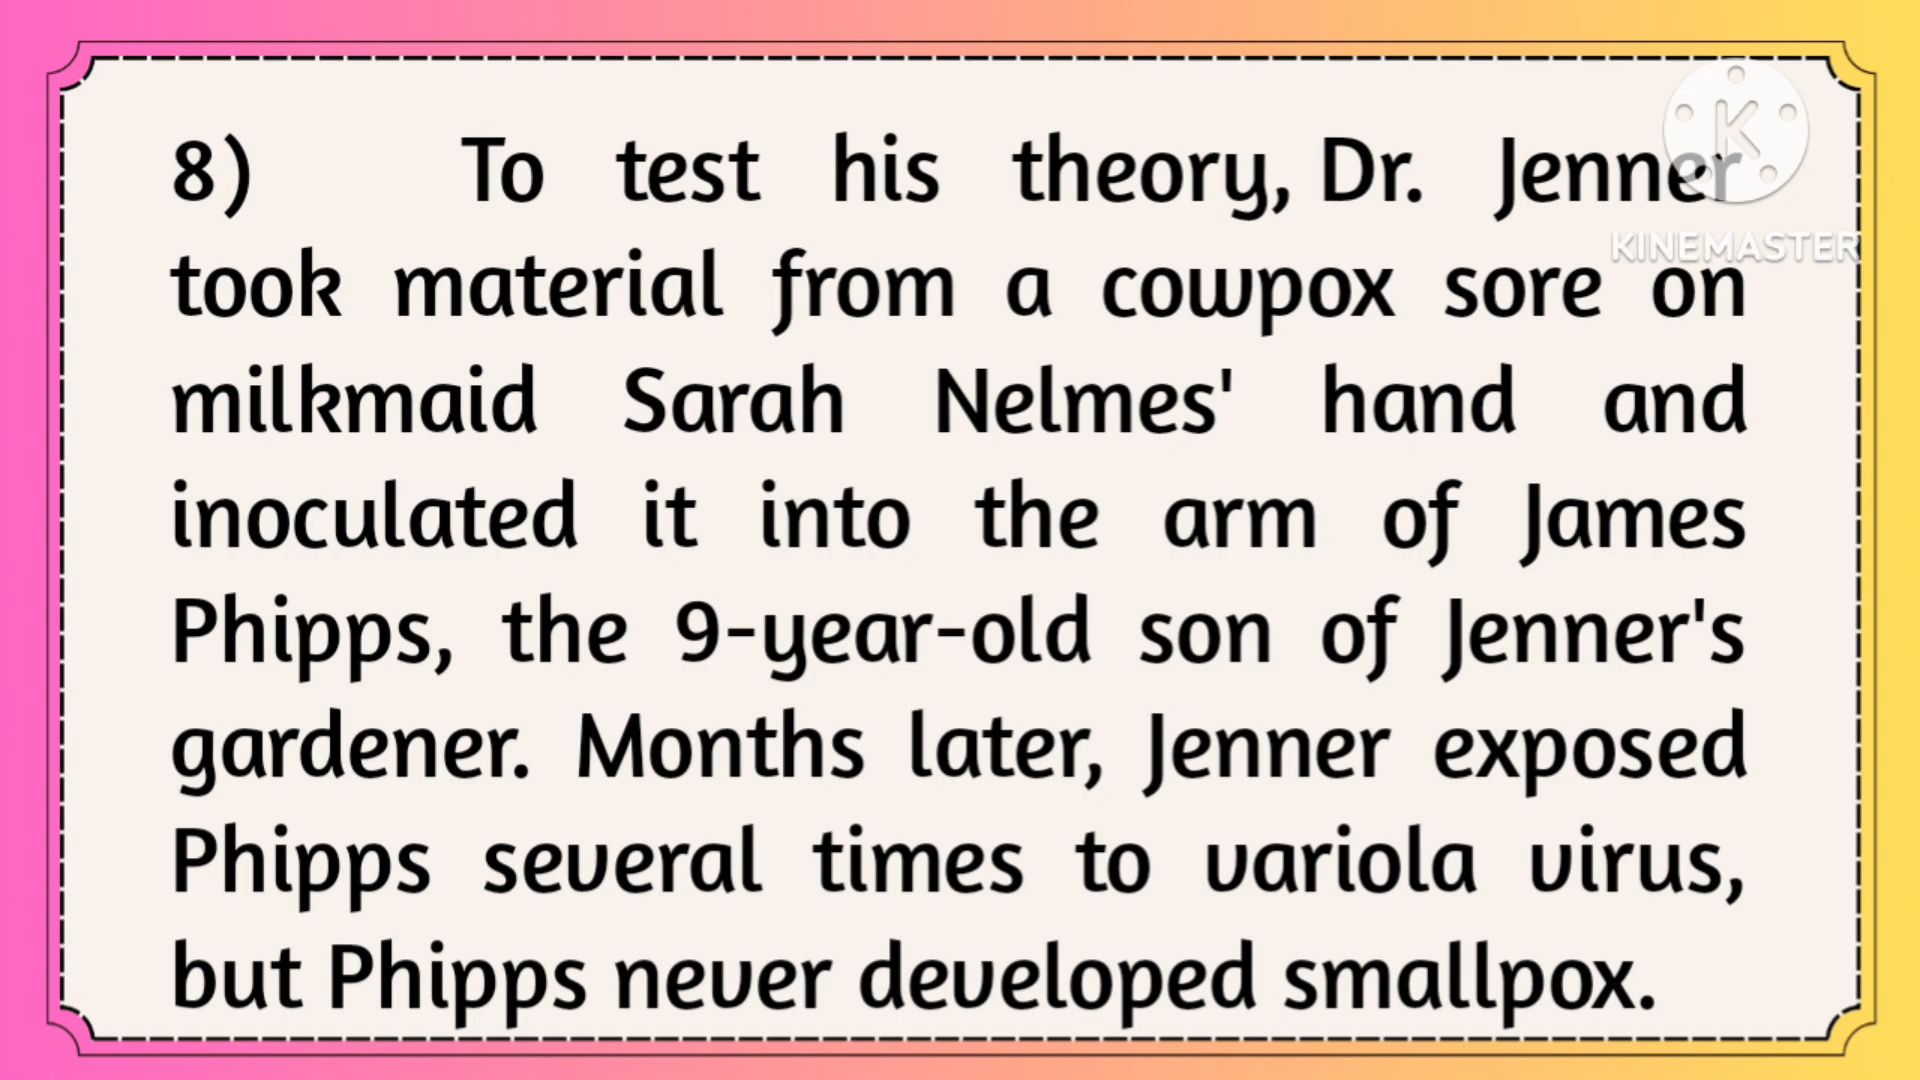 8) To test his theory, Dr. Jenner
KINEMASTER
took material from a cowpox sore on
milkmaid Sarah Nelmes' hand and
inoculated it into the arm of James
Phipps, the 9-year-old son of Jenner's
gardener. Months later, Jenner exposed
Phipps several times to variola virus,
but Phipps never developed smallpox.